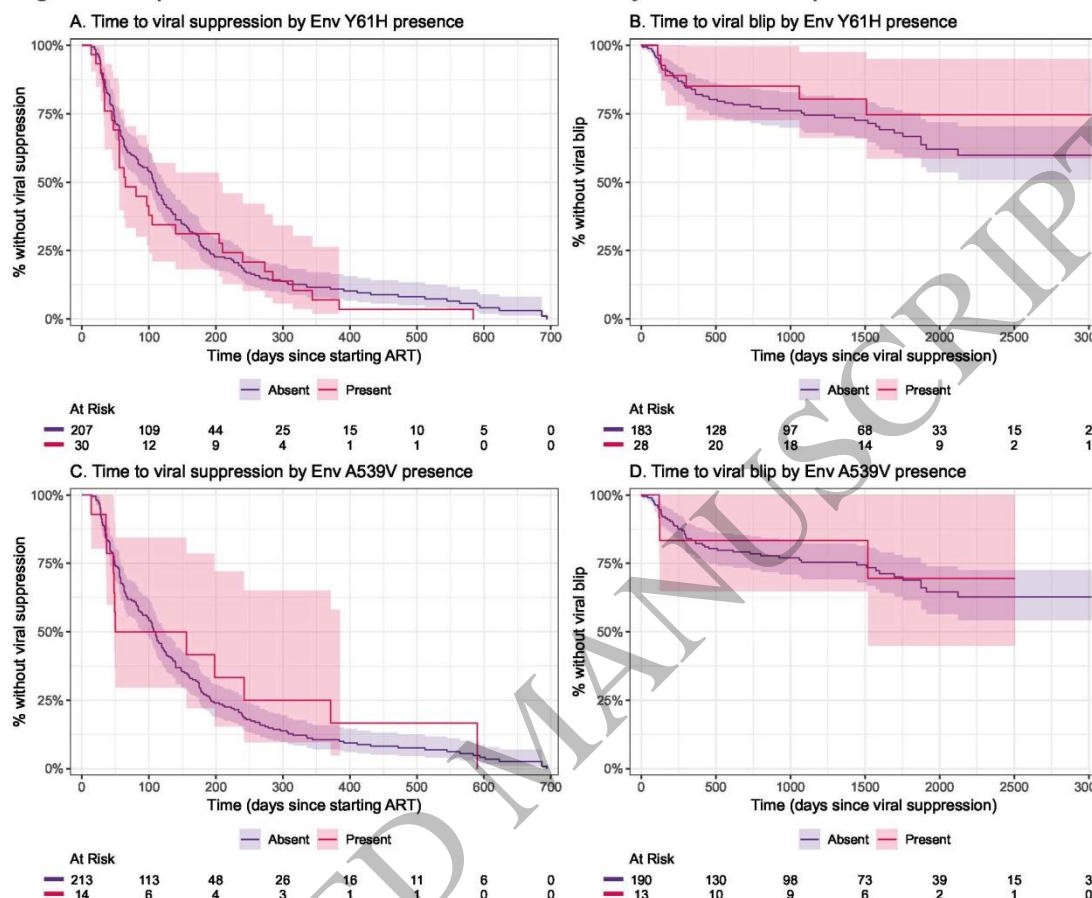 A. Time to viral suppression by Env Y61H presence
100%
75%
50%
25%
0%
% without viral suppression
0 100 200 300 400 500 600 700
Time (days since starting ART)
Absent Present
At Risk
207 109 44 25 15 10 5 0
30 12 9 4 1 1 0 0
B. Time to viral blip by Env Y61H presence
100%
75%
50%
25%
0%
% without viral blip
0 500 1000 1500 2000 2500
Time (days since viral suppression)
Absent Present
At Risk
183 128 97 68 33 15 2
28 20 18 14 9 2 1
C. Time to viral suppression by Env A539V presence
100%
75%
50%
25%
0%
% without viral suppression
0 100 200 300 400 500 600 700
Time (days since starting ART)
Absent Present
At Risk
213 113 48 26 16 11 6 0
14 6 4 3 1 1 0 0
D. Time to viral blip by Env A539V presence
100%
75%
50%
25%
0%
% without viral blip
0 500 1000 1500 2000 2500
Time (days since viral suppression)
Absent Present
At Risk
190 130 98 73 39 15 3
13 10 9 6 2 1 0
ED MANUSCRIPT